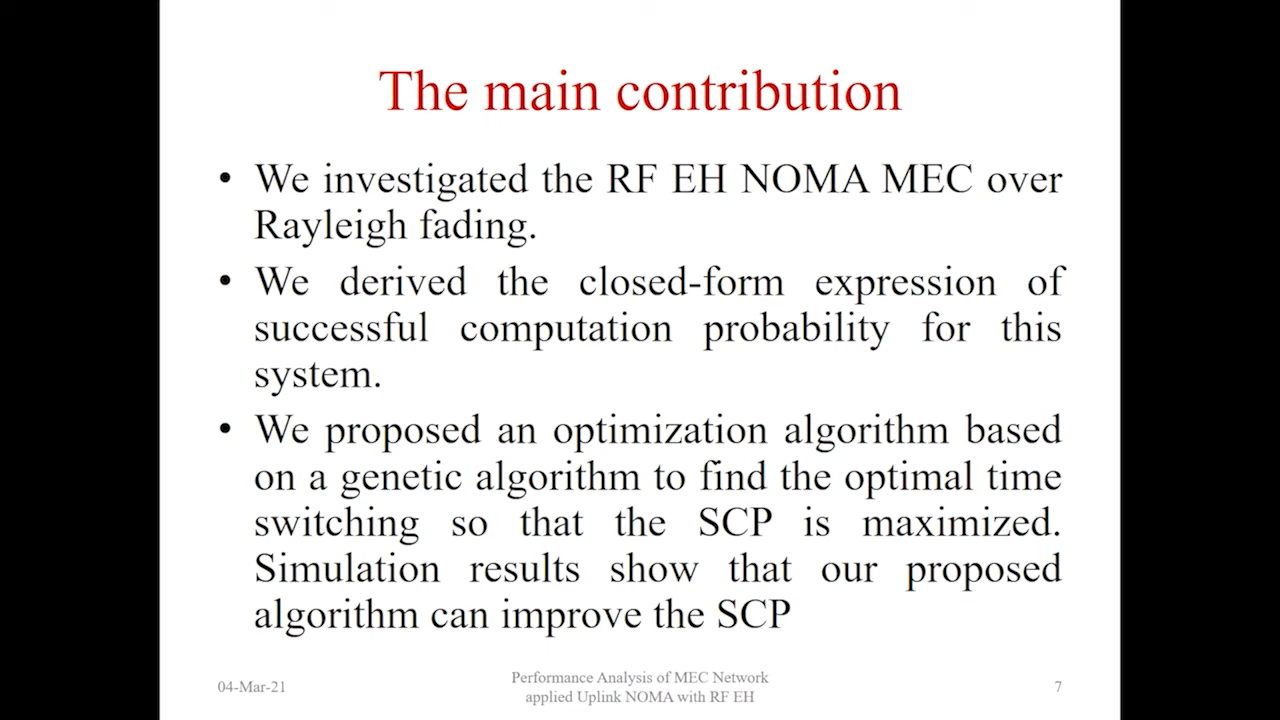 The main contribution
• We investigated the RF EH NOMA MEC over
Rayleigh fading.
• We derived the closed-form expression of
successful computation probability for this
system.
• We proposed an optimization algorithm based
on a genetic algorithm to find the optimal time
switching so that the SCP is maximized.
Simulation results show that our proposed
algorithm can improve the SCP
04-Mar-21
Performance Analysis of MEC Network
applied Uplink NOMA with RF EH
7